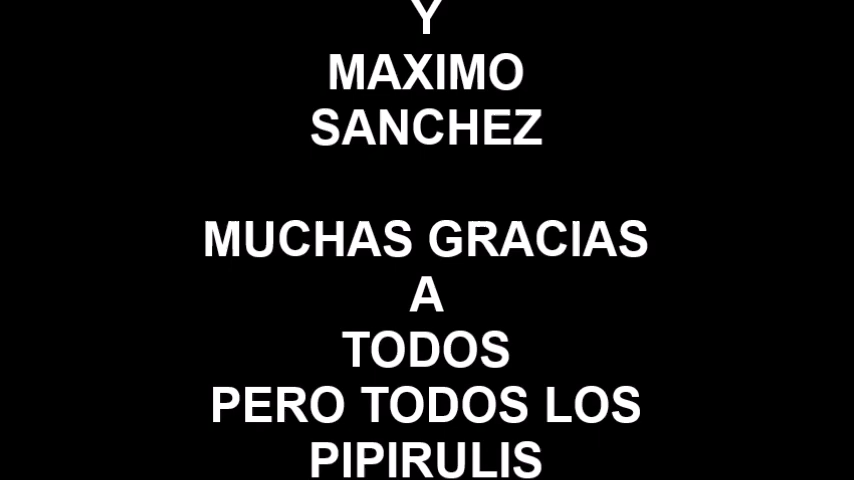 Y
MAXIMO
SANCHEZ
MUCHAS GRACIAS
A
TODOS
PERO TODOS LOS
PIPIRULIS